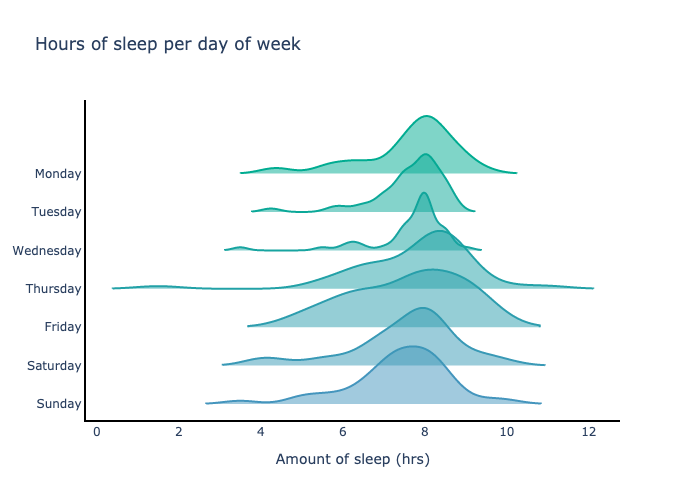 Hours of sleep per day of week
Monday
Tuesday
Wednesday
Thursday
Friday
Saturday
Sunday
0 2 4 6 8 10 12
Amount of sleep (hrs)